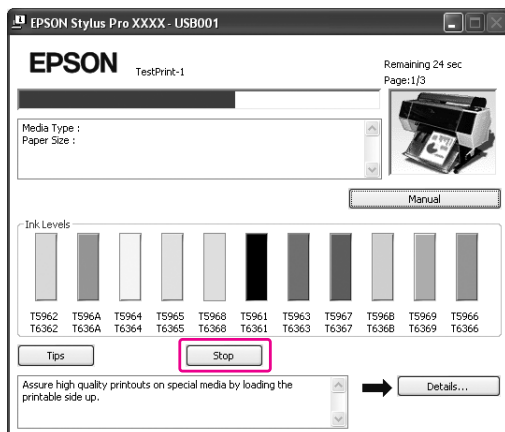 EPSON Stylus Pro XXXX - USB001
EPSON
TestPrint-1
Remaining 24 sec
Page:1/3
Media Type :
Paper Size :
Manual
Ink Levels
T5962 T596A T5964 T5965 T5968 T5961 T5963 T5967 T596B T5969 T5966
T6362 T636A T6364 T6365 T6368 T6361 T6363 T6367 T636B T6369 T6366
Tips
Stop
Assure high quality printouts on special media by loading the
printable side up.
Details...